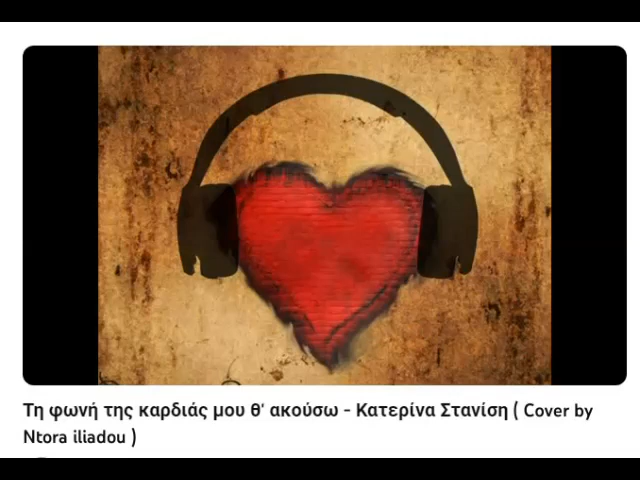 Τη φωνή της καρδιάς μου θ' ακούσω - Κατερίνα Στανίση ( Cover by
Ntora iliadou )